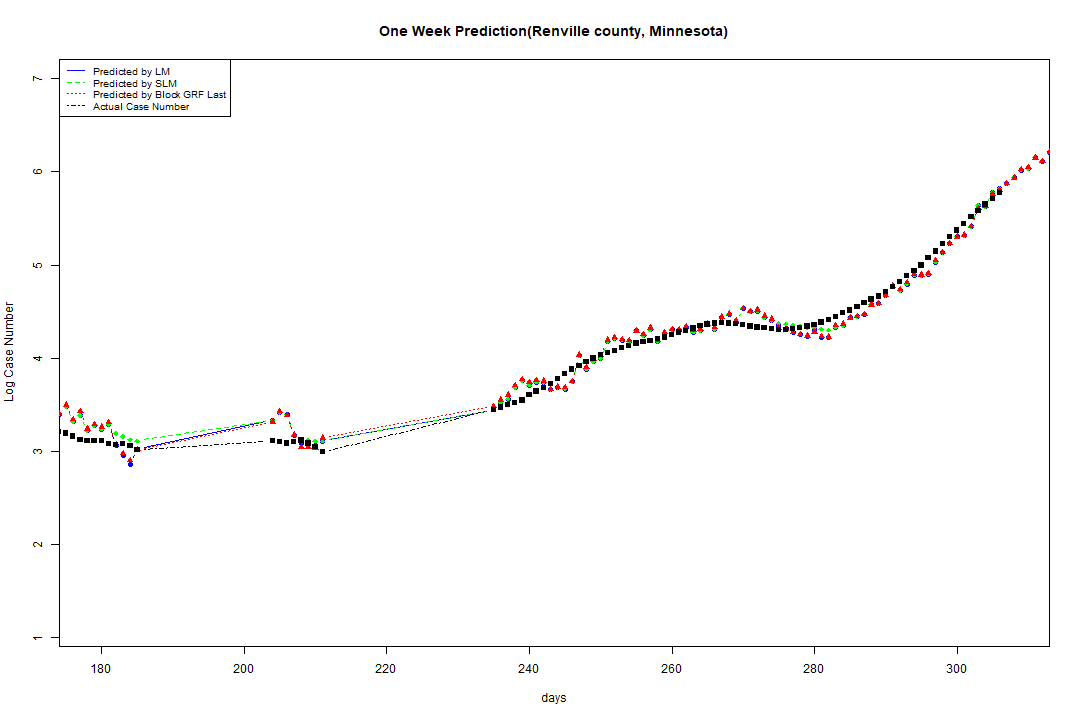 One Week Prediction(Renville county, Minnesota)
Predicted by LM
Predicted by SLM
Predicted by Block GRF Last
Actual Case Number
7
6
5
4
3
2
1
Log Case Number
180 200 220 240 260 280 300
days